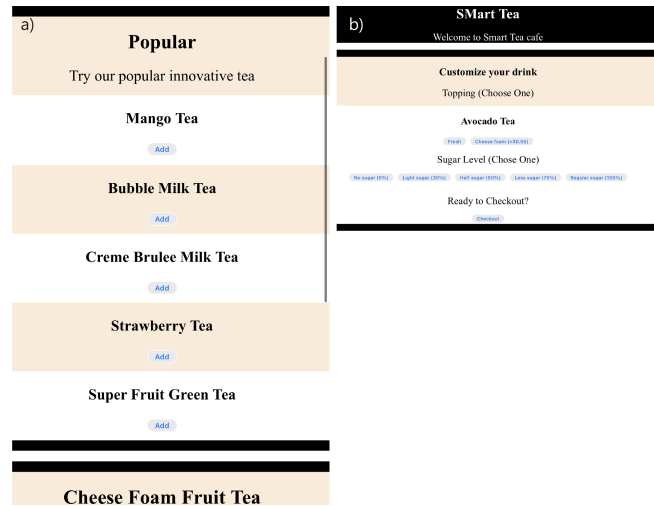 a)
Popular
Try our popular innovative tea
Mango Tea
Add
Bubble Milk Tea
Add
Creme Brulee Milk Tea
Add
Strawberry Tea
Add
Super Fruit Green Tea
Add
Cheese Foam Fruit Tea
b)
SMart Tea
Welcome to Smart Tea cafe
Customize your drink
Topping (Choose One)
Avocado Tea
Fresh Cheese foam (+$0.55)
Sugar Level (Chose One)
No sugar (0%) Light sugar (30%) Half sugar (50%) Less sugar (70%) Regular sugar (100%)
Ready to Checkout?
Checkout